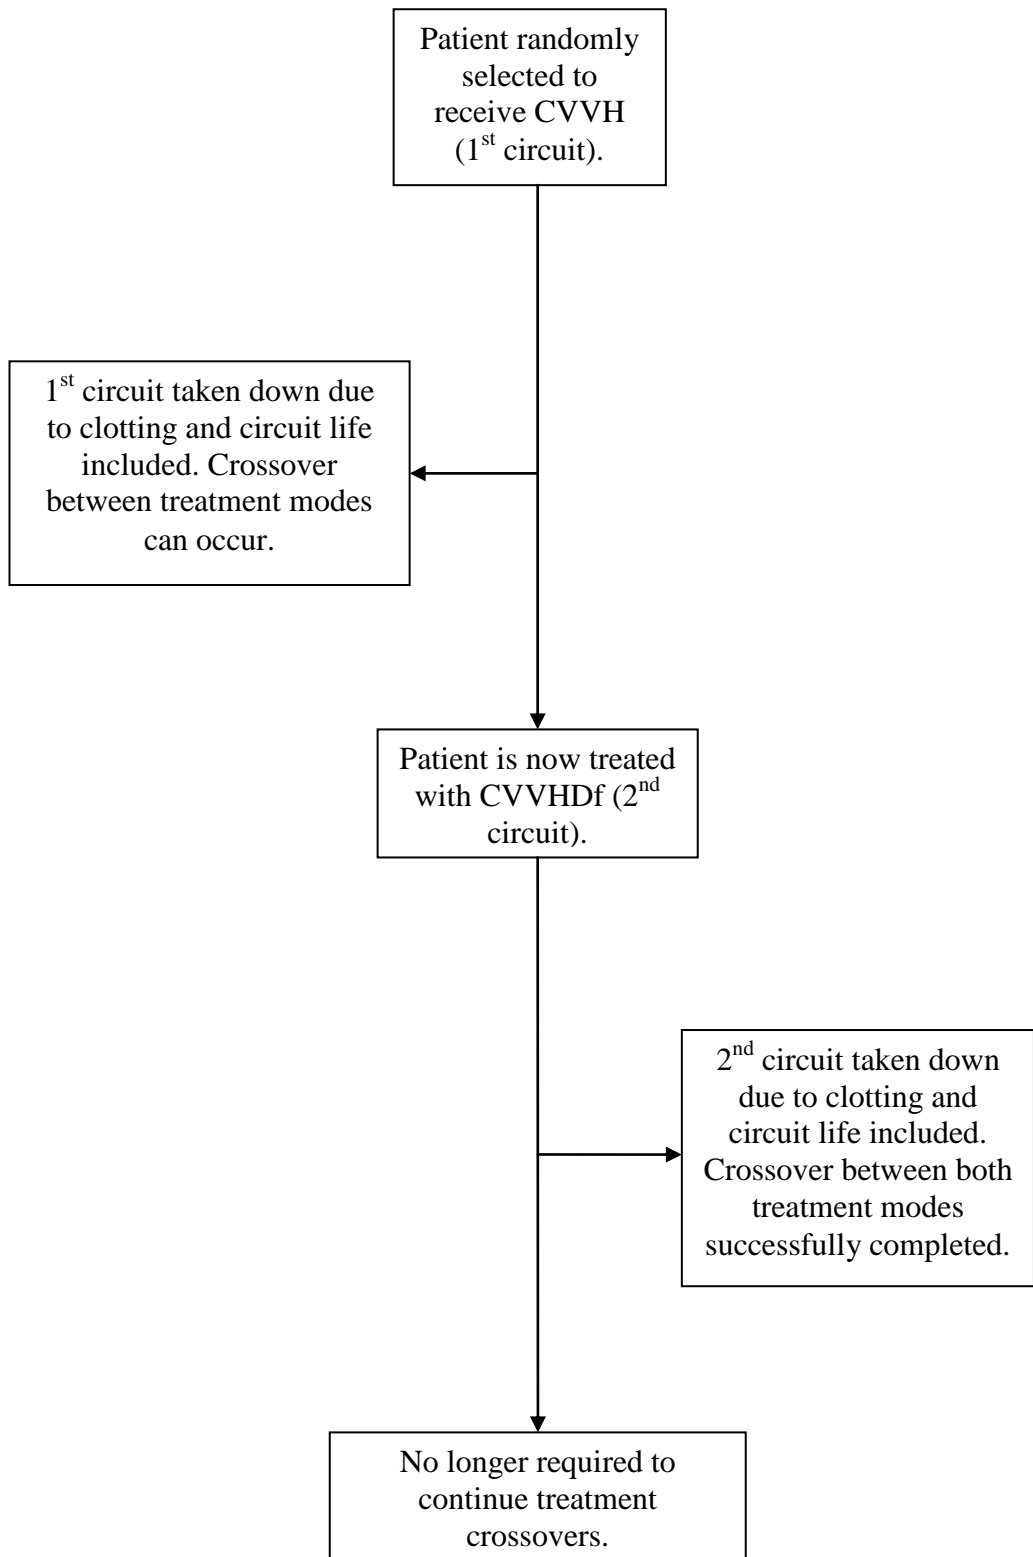 Patient randomly
selected to
receive CVVH
(1st circuit).
1st circuit taken down due
to clotting and circuit life
included. Crossover
between treatment modes
can occur.
Patient is now treated
with CVVHDf (2nd
circuit).
2nd circuit taken down
due to clotting and
circuit life included.
Crossover between both
treatment modes
successfully completed.
No longer required to
continue treatment
crossovers.